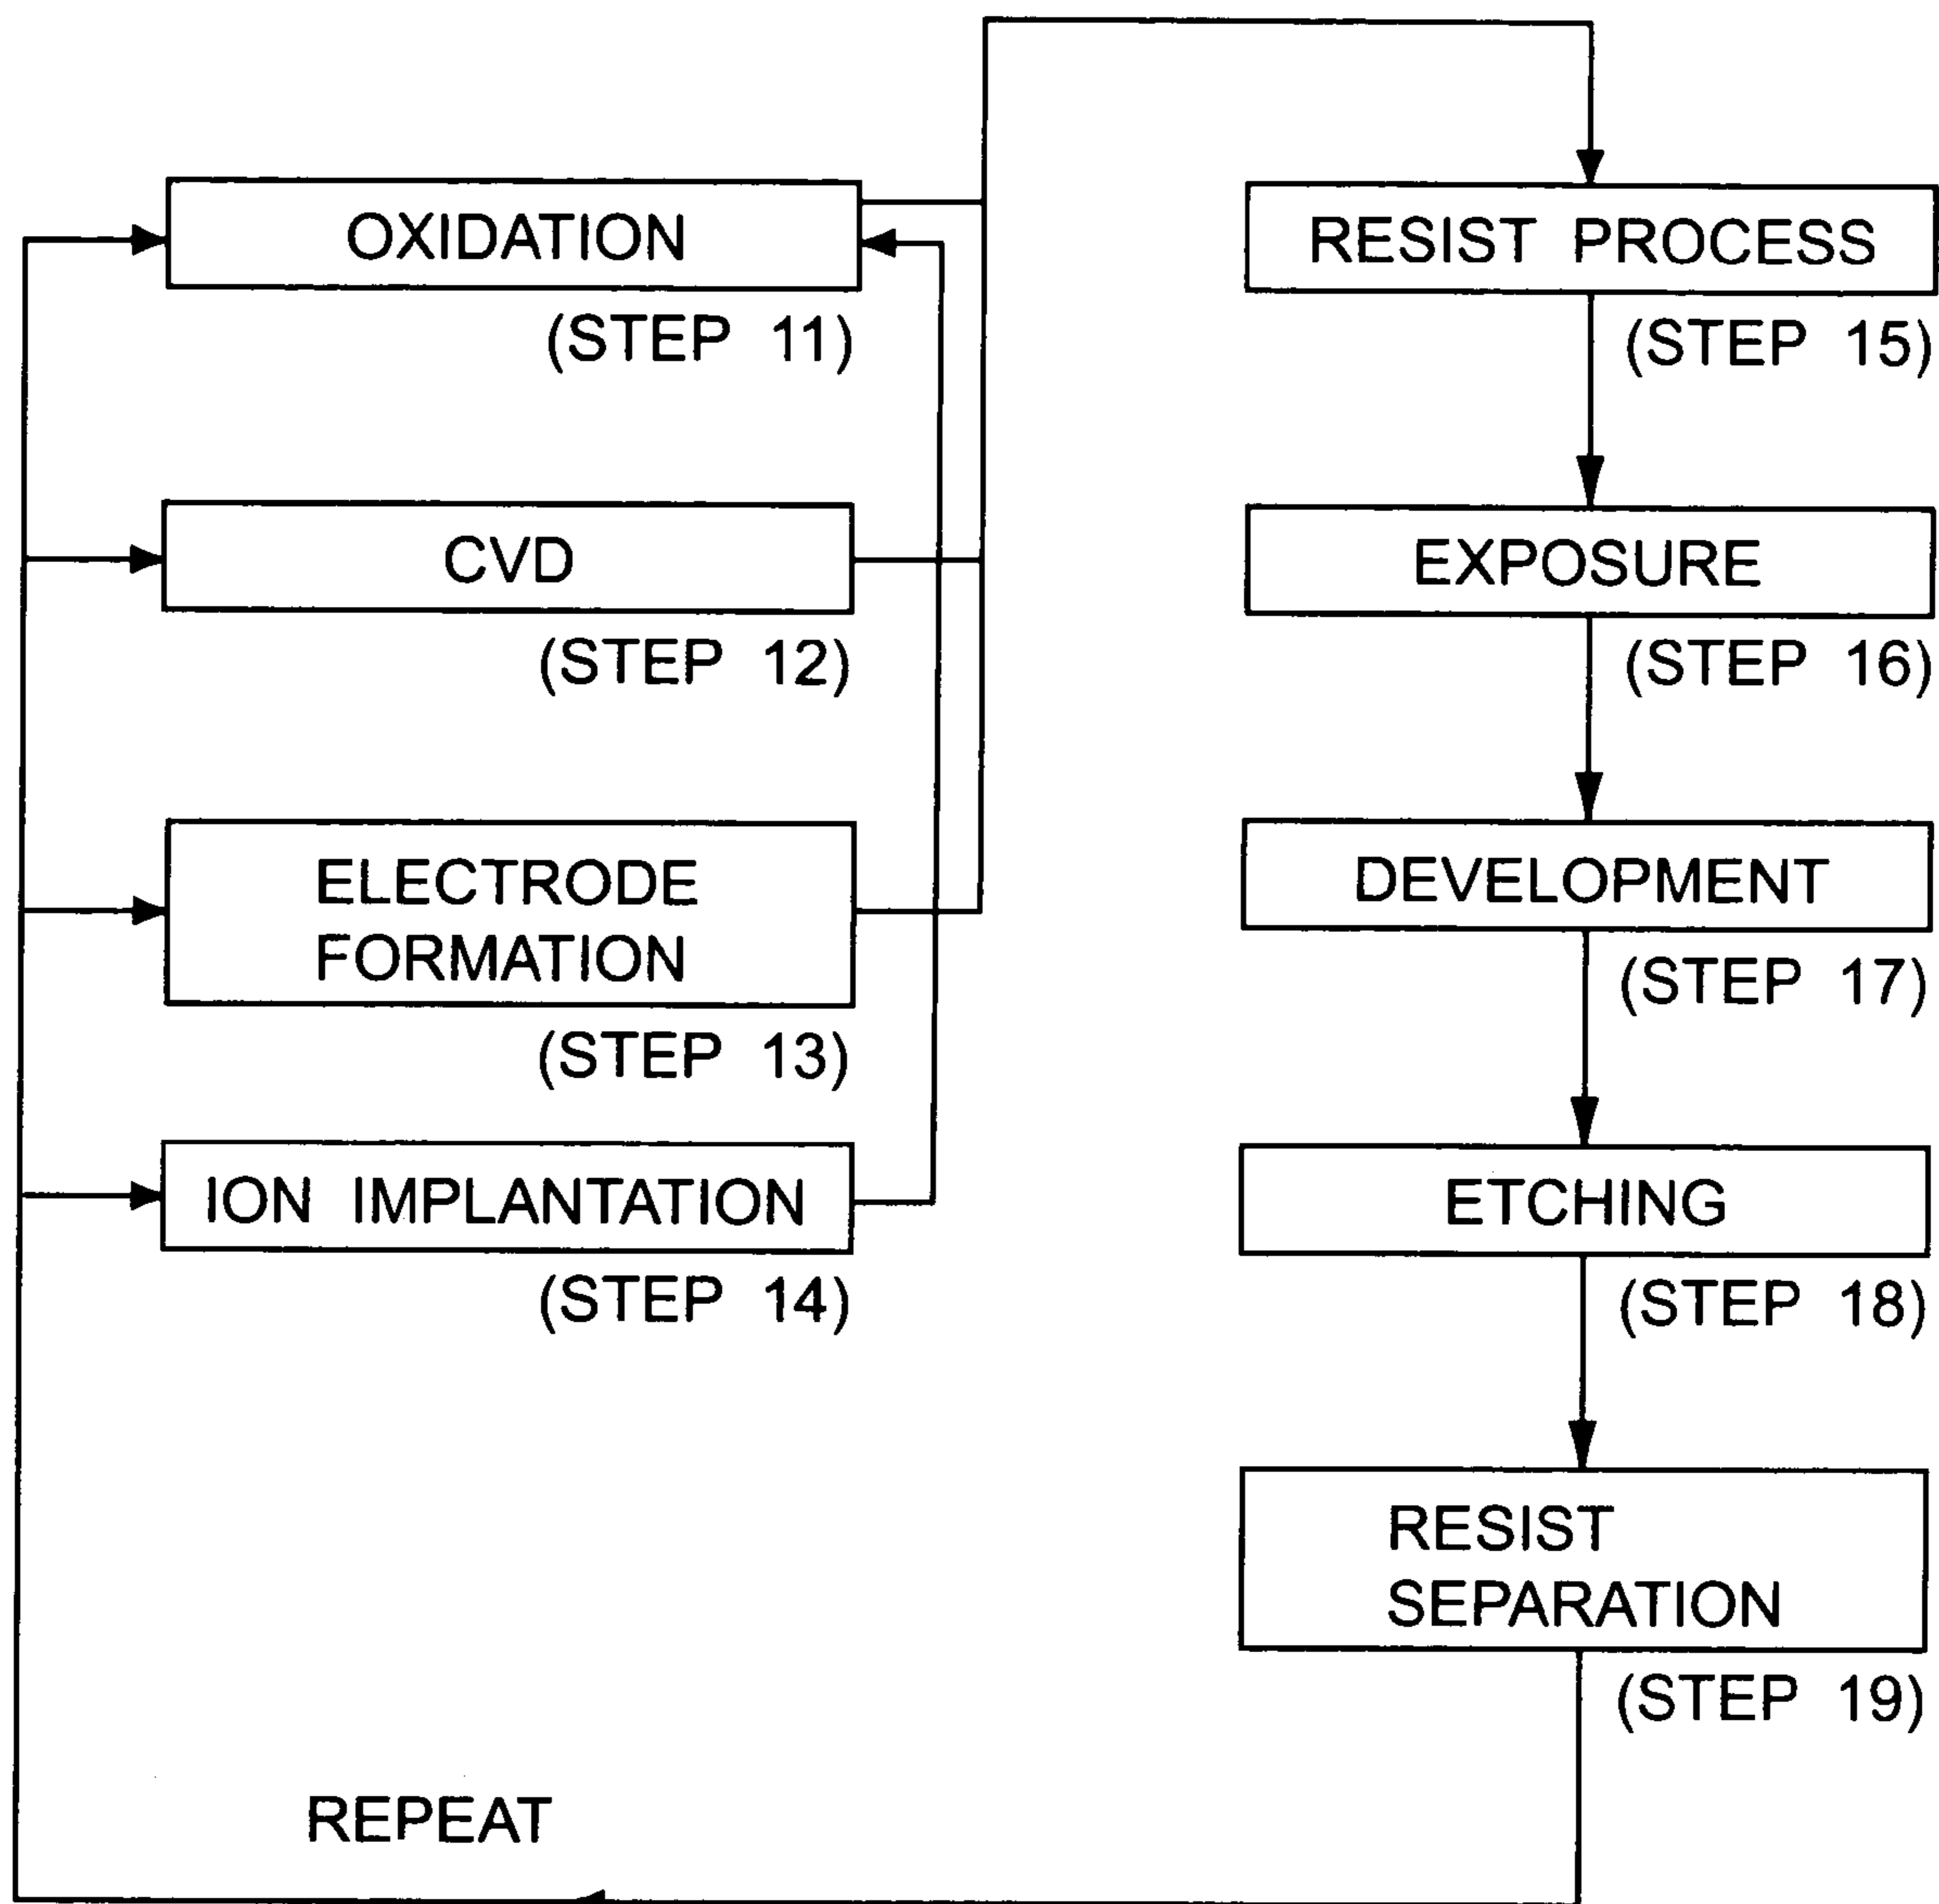 OXIDATION
(STEP 11)
CVD
(STEP 12)
ELECTRODE
FORMATION
(STEP 13)
ION IMPLANTATION
(STEP 14)
RESIST PROCESS
(STEP 15)
EXPOSURE
(STEP 16)
DEVELOPMENT
(STEP 17)
ETCHING
(STEP 18)
RESIST
SEPARATION
(STEP 19)
REPEAT